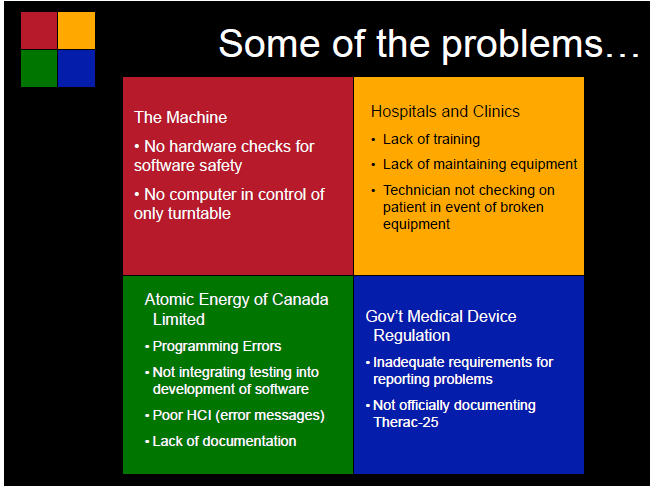 Some of the problems…
The Machine
• No hardware checks for
software safety
• No computer in control of
only turntable
Hospitals and Clinics
• Lack of training
• Lack of maintaining equipment
• Technician not checking on
patient in event of broken
equipment
Atomic Energy of Canada
Limited
• Programming Errors
• Not integrating testing into
development of software
• Poor HCI (error messages)
• Lack of documentation
Gov’t Medical Device
Regulation
• Inadequate requirements for
reporting problems
• Not officially documenting
Therac-25